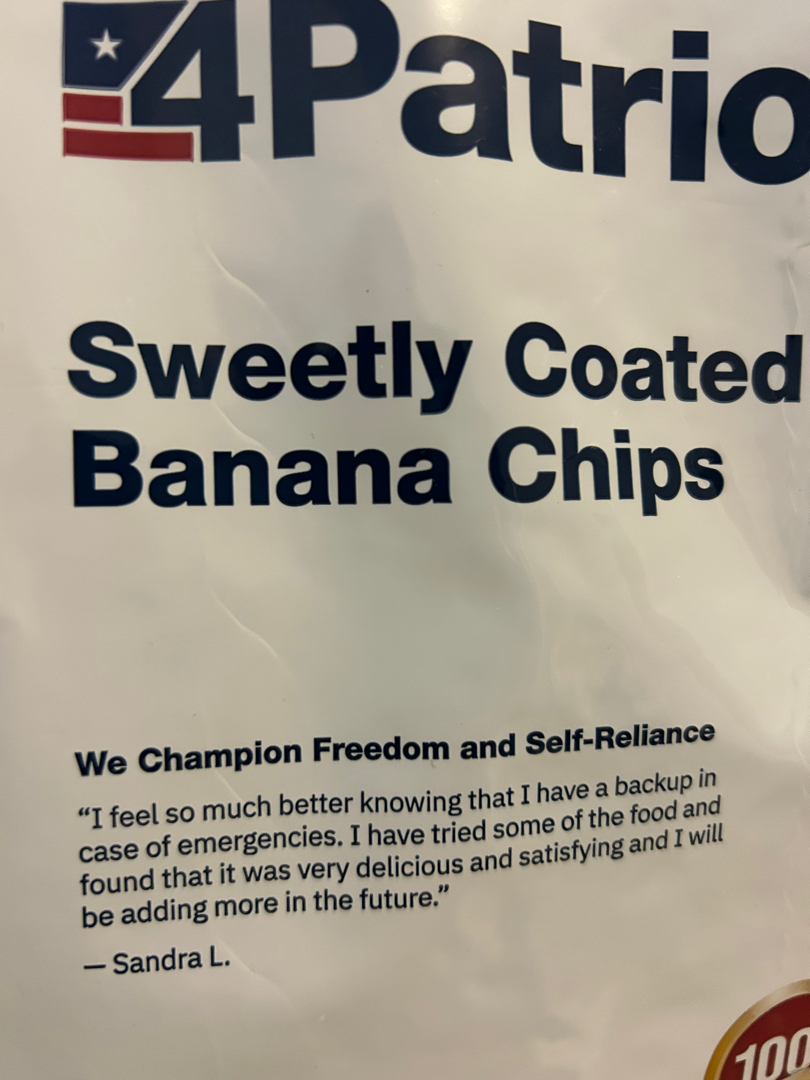 4Patrio
Sweetly Coated
Banana Chips
We Champion Freedom and Self-Reliance
“I feel so much better knowing that I have a backup in
case of emergencies. I have tried some of the food and
found that it was very delicious and satisfying and I will
be adding more in the future.”
— Sandra L.
100